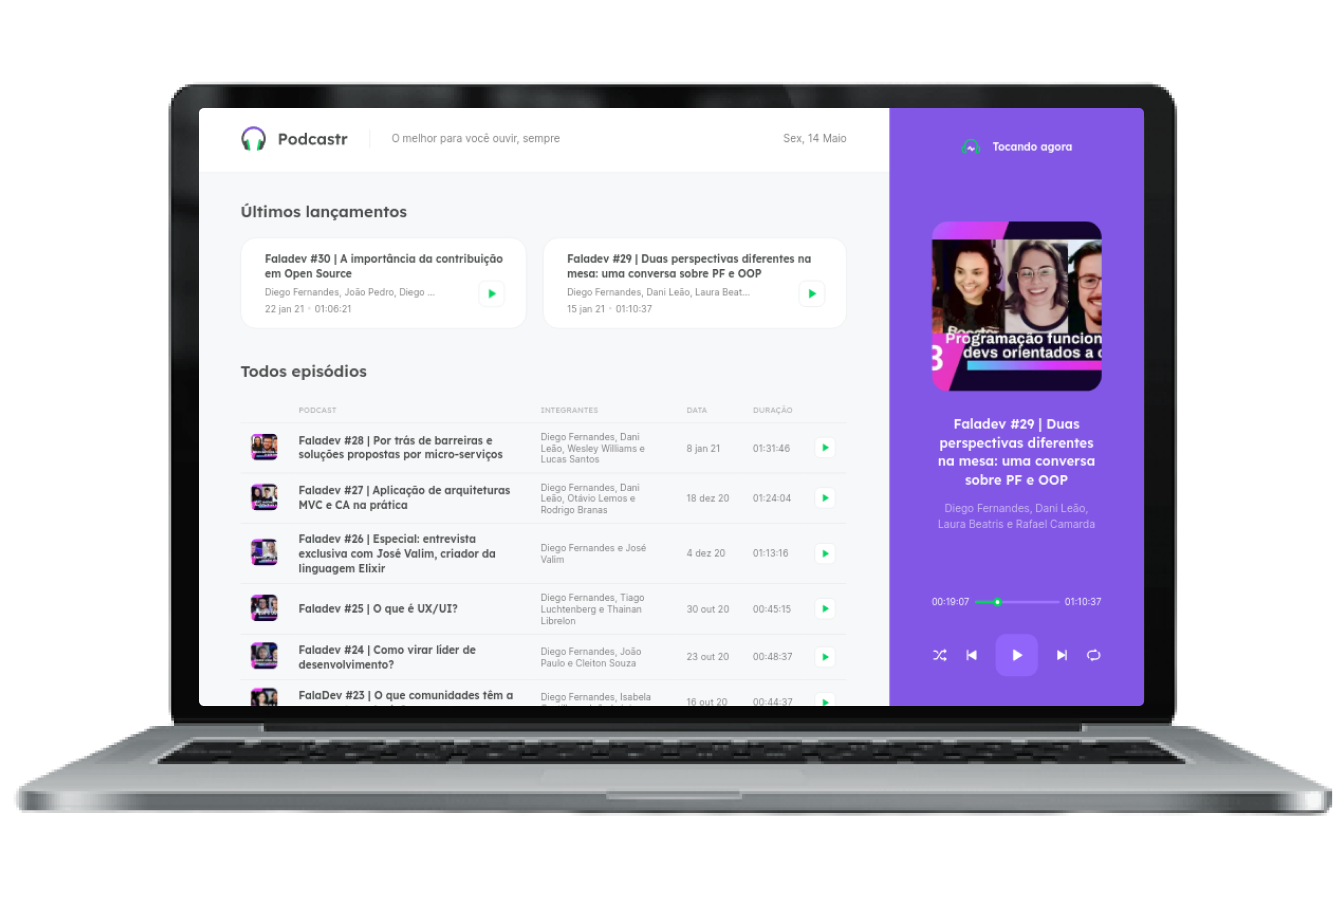 Podcastr
O melhor para você ouvir, sempre
Sex, 14 Maio
Últimos lançamentos
Faladev #30 | A importância da contribuição
em Open Source
Diego Fernandes, João Pedro, Diego ...
22 jan 21 • 01:06:21
Faladev #29 | Duas perspectivas diferentes na
mesa: uma conversa sobre PF e OOP
Diego Fernandes, Dani Leão, Laura Beat...
15 jan 21 • 01:10:37
Todos episódios
PODCAST INTEGRANTES DATA DURAÇÃO
Faladev #28 | Por trás de barreiras e
soluções propostas por micro-serviços
Diego Fernandes, Dani
Leão, Wesley Williams e
Lucas Santos
8 jan 21
01:31:46
Faladev #27 | Aplicação de arquiteturas
MVC e CA na prática
Diego Fernandes, Dani
Leão, Otávio Lemos e
Rodrigo Branas
18 dez 20
01:24:04
Faladev #26 | Especial: entrevista
exclusiva com José Valim, criador da
linguagem Elixir
Diego Fernandes e José
Valim
4 dez 20
01:13:16
Faladev #25 | O que é UX/UI?
Diego Fernandes, Tiago
Luchtenberg e Thainan
Librelon
30 out 20
00:45:15
Faladev #24 | Como virar líder de
desenvolvimento?
Diego Fernandes, João
Paulo e Cleiton Souza
23 out 20
00:48:37
FalaDev #23 | O que comunidades têm a
Diego Fernandes, Isabela
16 out 20
00:44:37
Tocando agora
Programação funcion
devs orientados a
Faladev #29 | Duas
perspectivas diferentes
na mesa: uma conversa
sobre PF e OOP
Diego Fernandes, Dani Leão,
Laura Beatris e Rafael Camarda
00:19:07
01:10:37